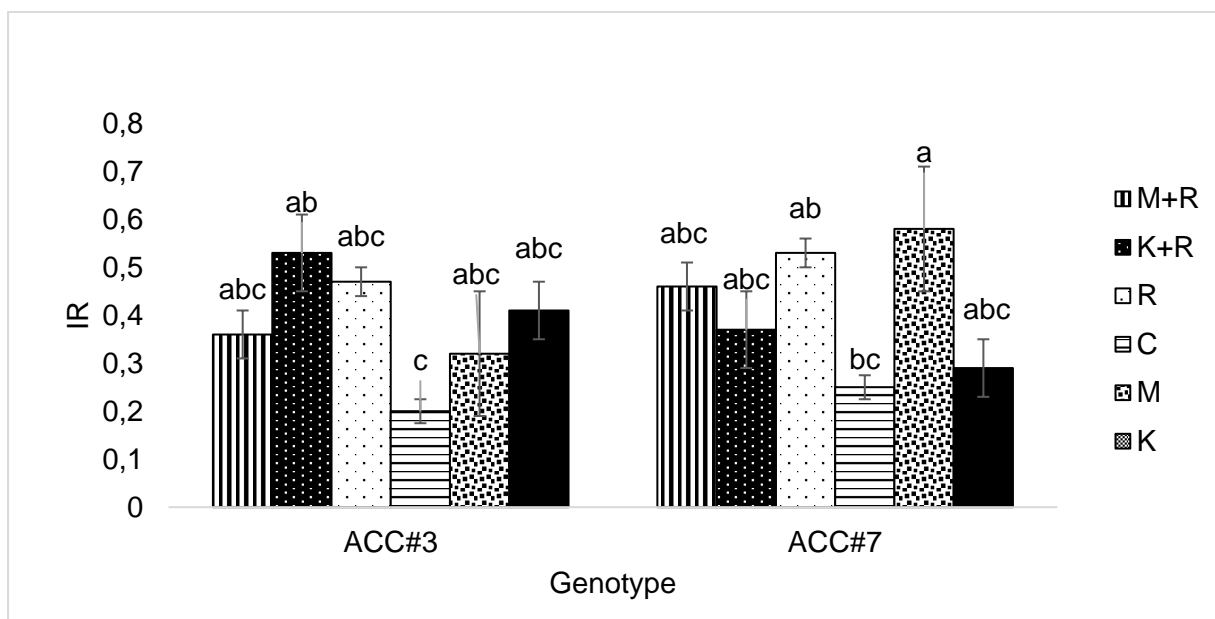 IR
0,8
0,7
0,6
0,5
0,4
0,3
0,2
0,1
0
abc
ab
abc
c
abc
abc
abc
abc
ab
bc
a
abc
ACC#3
ACC#7
Genotype
M+R
K+R
R
C
M
K